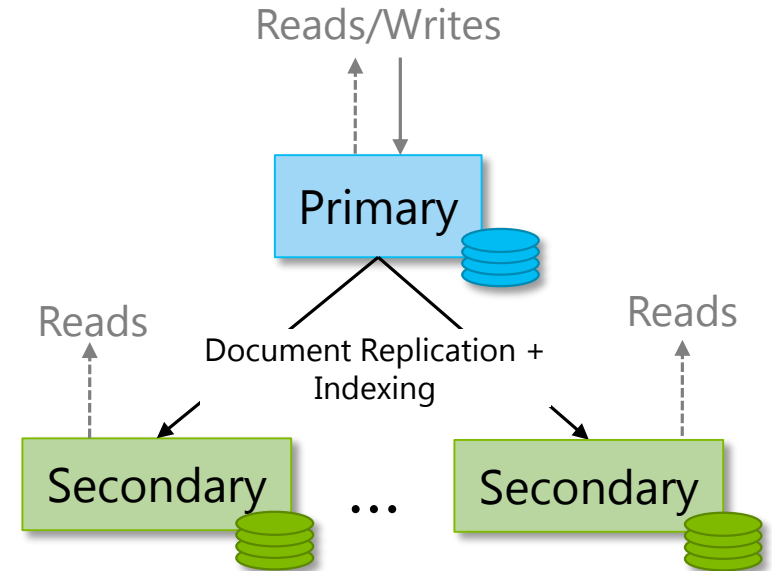 Reads/Writes
Primary
Reads
Reads
Document Replication +
Indexing
Secondary
...
Secondary